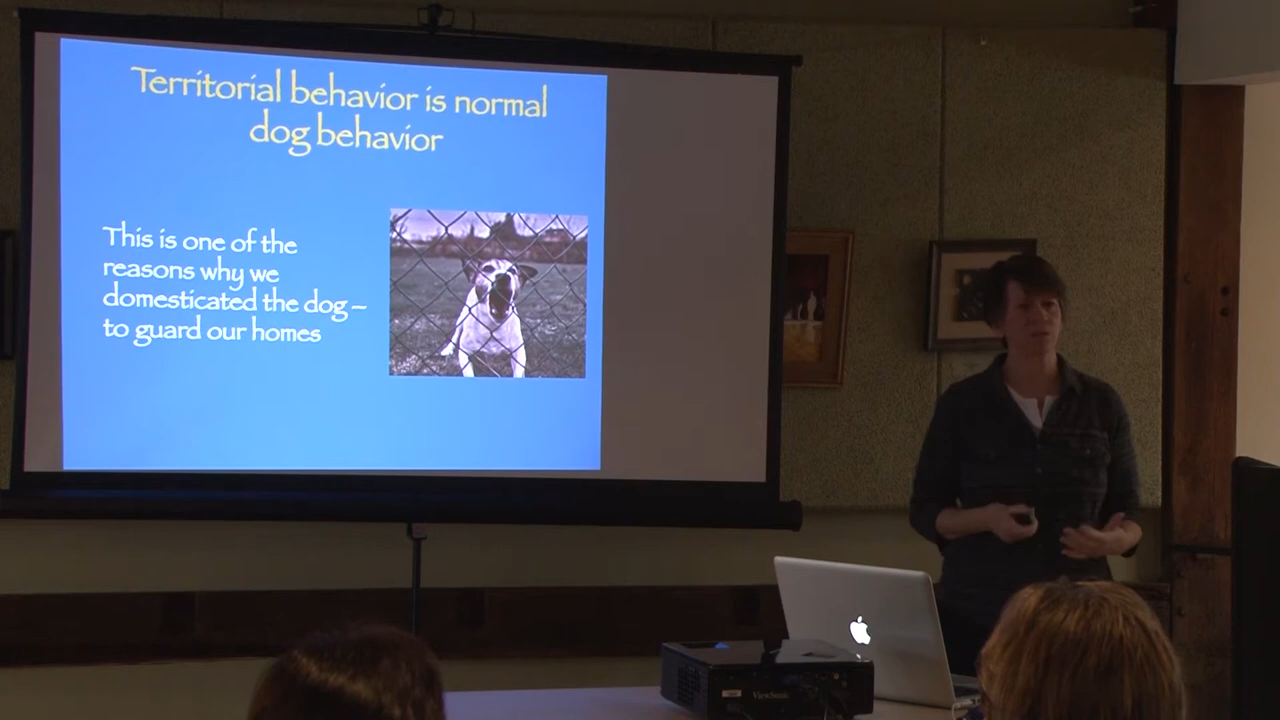 Territorial behavior is normal
dog behavior
This is one of the
reasons why we
domesticated the dog –
to guard our homes
ViewSonic